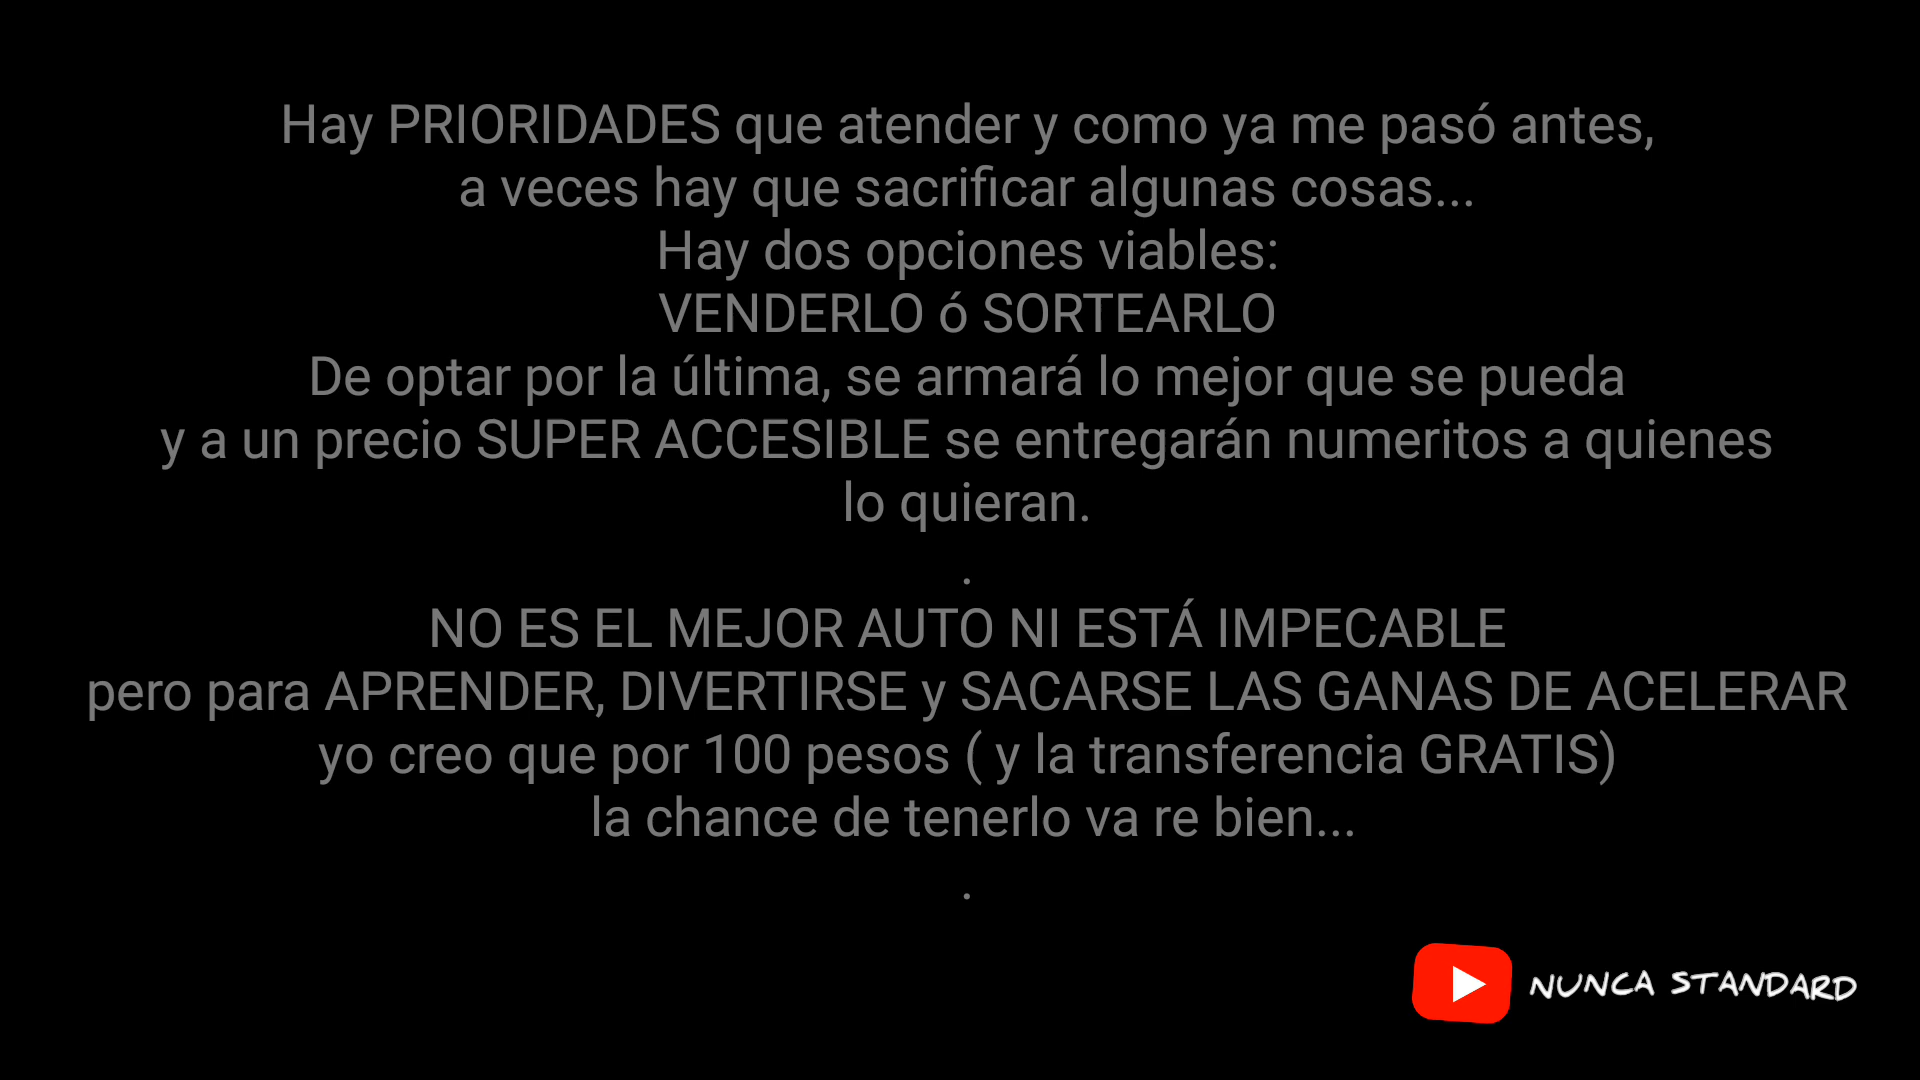 Hay PRIORIDADES que atender y como ya me pasó antes,
a veces hay que sacrificar algunas cosas...
Hay dos opciones viables:
VENDERLO ó SORTEARLO
De optar por la última, se armará lo mejor que se pueda
y a un precio SUPER ACCESIBLE se entregarán numeritos a quienes
lo quieran.
.
NO ES EL MEJOR AUTO NI ESTÁ IMPECABLE
pero para APRENDER, DIVERTIRSE y SACARSE LAS GANAS DE ACELERAR
yo creo que por 100 pesos ( y la transferencia GRATIS)
la chance de tenerlo va re bien...
.
NUNCA STANDARD